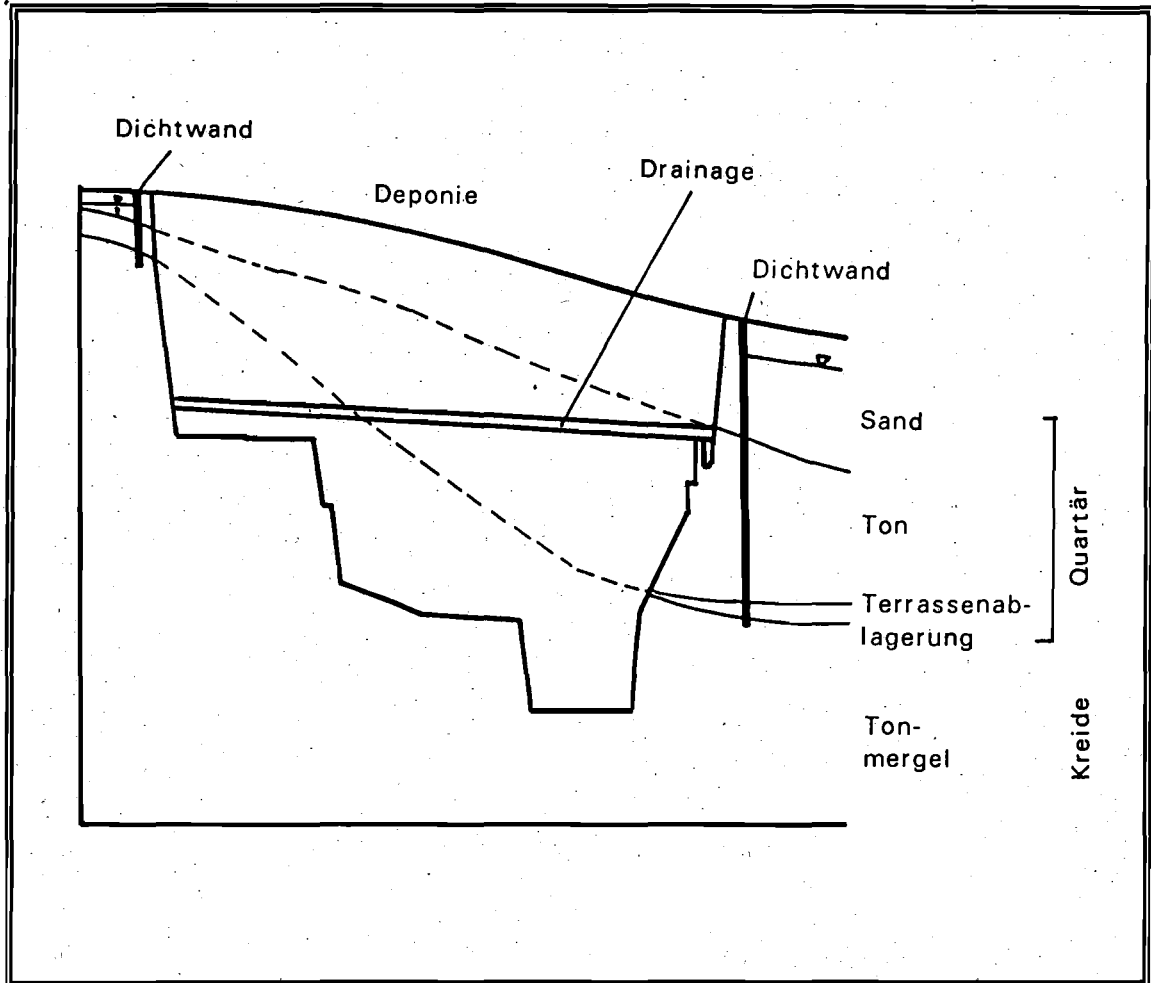 Dichtwand
Drainage
Deponie
Dichtwand
Sand
Ton
Terrassenab-
lagerung
Quartär
Ton-
mergel
Kreide